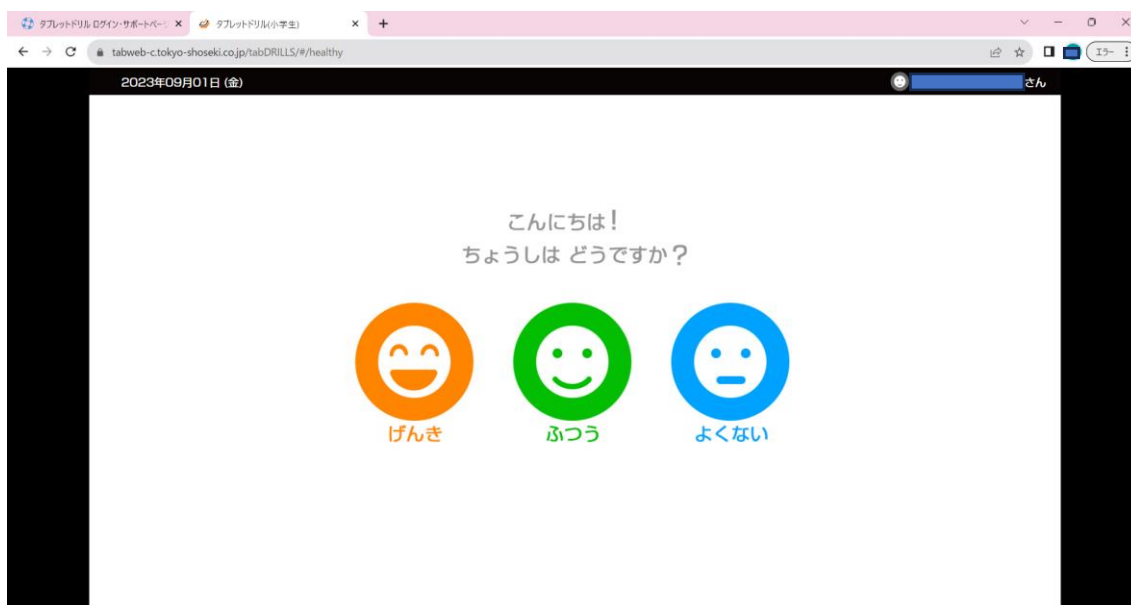 タブレットドリル ログイン・サポートページ
タブレットドリル(小学生)
tabweb-c.tokyo-shoseki.co.jp/tabDRILLS/#/healthy
エラー
2023年09月01日 (金)
さん
こんにちは!
ちょうしは どうですか?
げんき
ふつう
よくない